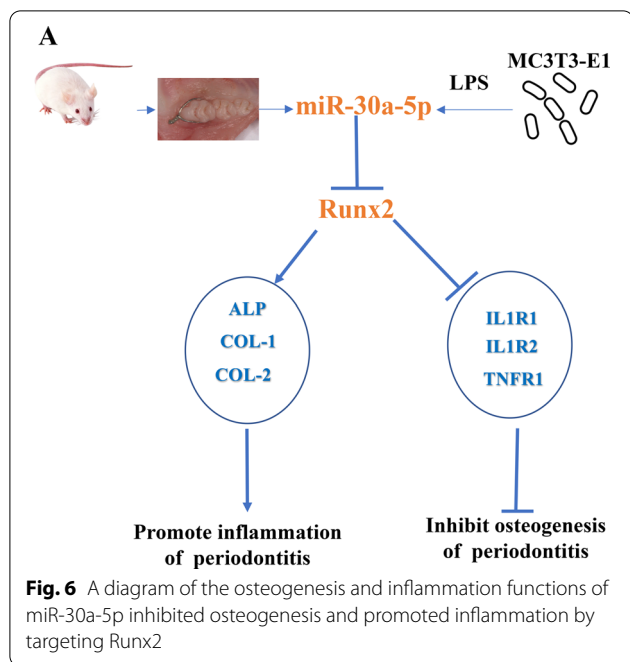 A
MC3T3-E1
LPS
miR-30a-5p
Runx2
ALP
COL-1
COL-2
IL1R1
IL1R2
TNFR1
Promote inflammation
of periodontitis
Inhibit osteogenesis
of periodontitis
Fig. 6 A diagram of the osteogenesis and inflammation functions of
miR-30a-5p inhibited osteogenesis and promoted inflammation by
targeting Runx2